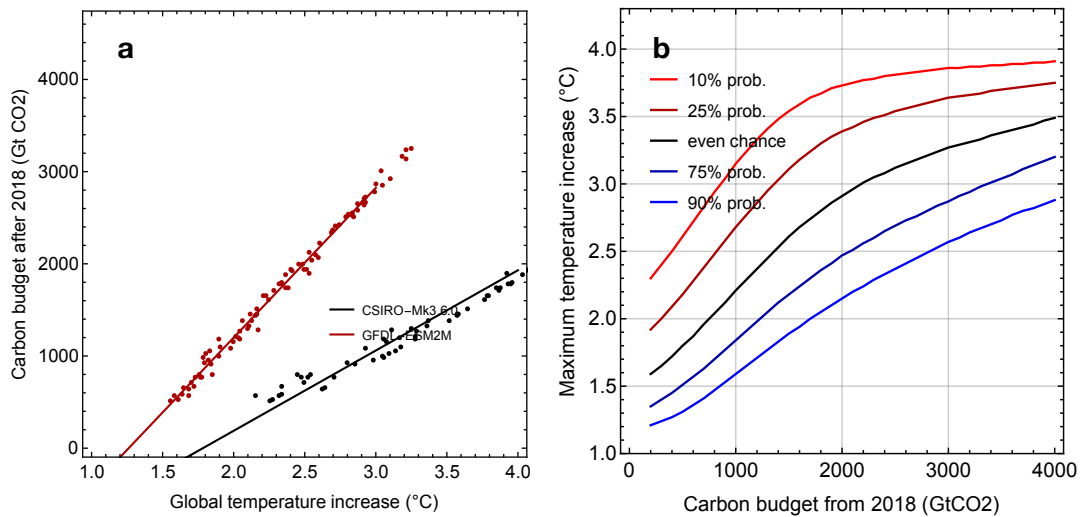 a
Carbon budget after 2018 (Gt CO2)
4000
3000
2000
1000
0
CSIRO-Mk3.6.0
GFDL-ESM2M
1.0 1.5 2.0 2.5 3.0 3.5 4.0
Global temperature increase (°C)
b
Maximum temperature increase (°C)
4.0
3.5
3.0
2.5
2.0
1.5
1.0
10% prob.
25% prob.
even chance
75% prob.
90% prob.
0 1000 2000 3000 4000
Carbon budget from 2018 (GtCO2)